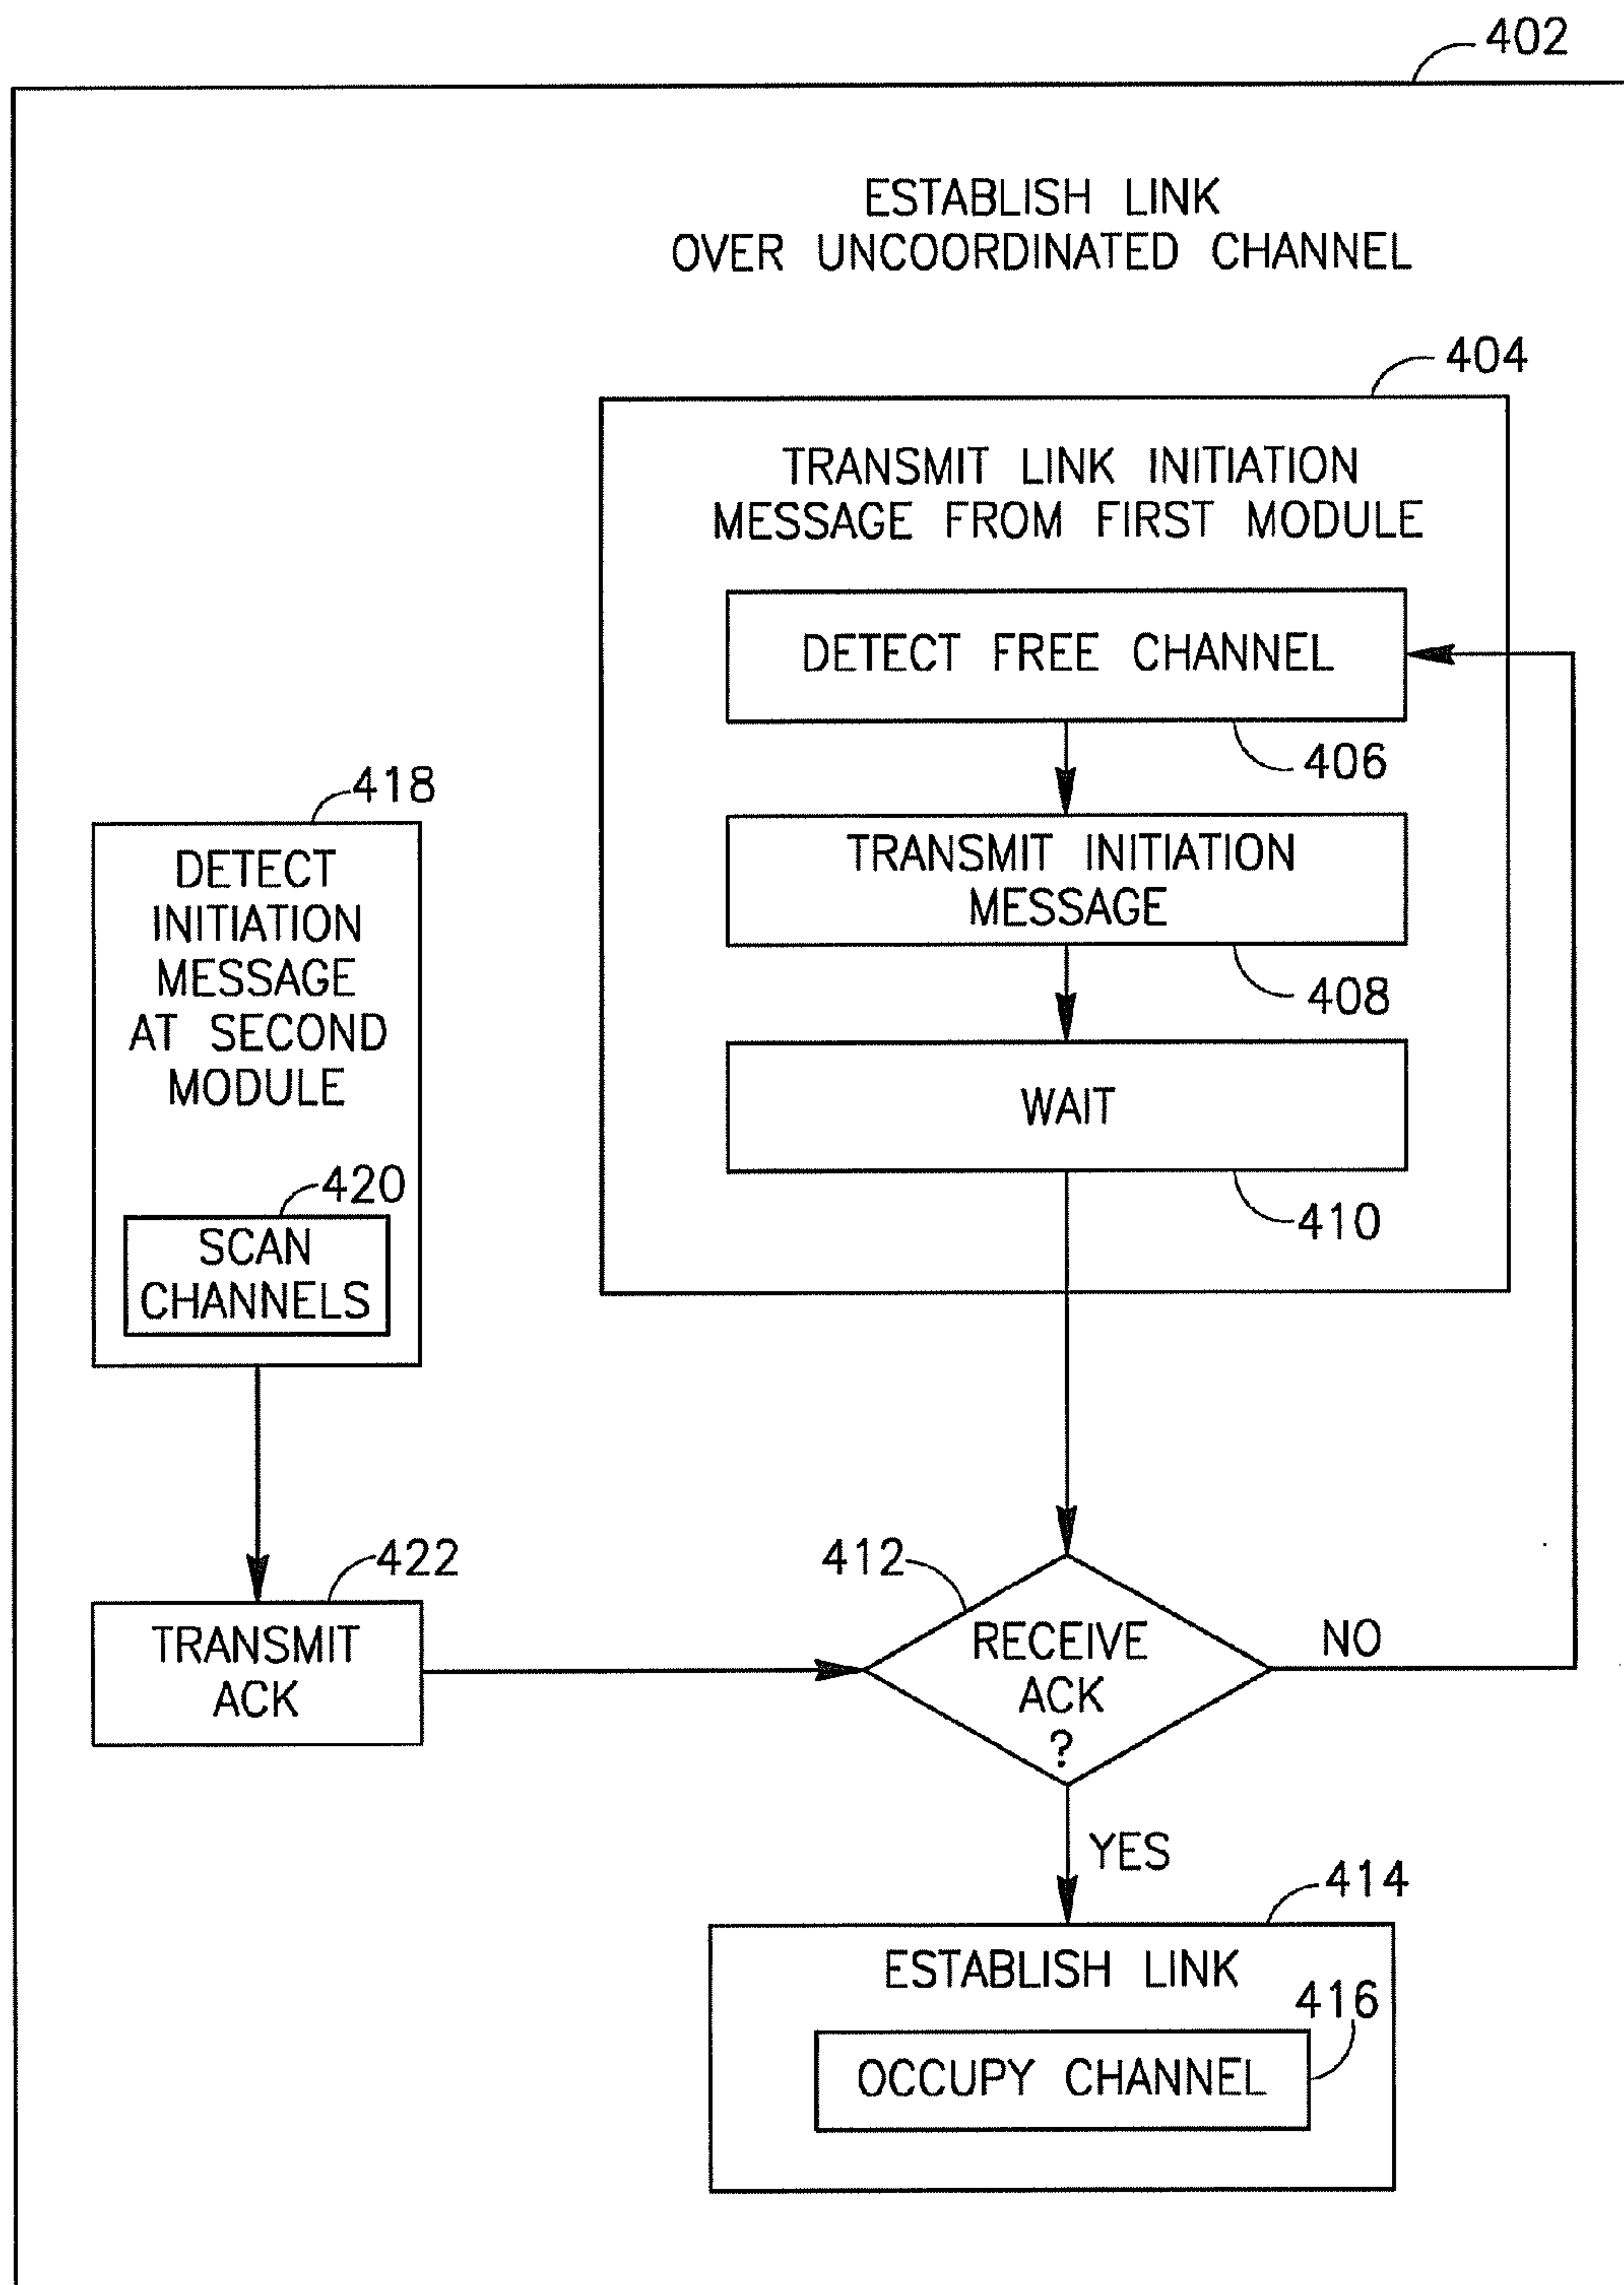 402
ESTABLISH LINK
OVER UNCOORDINATED CHANNEL
404
TRANSMIT LINK INITIATION
MESSAGE FROM FIRST MODULE
DETECT FREE CHANNEL
406
TRANSMIT INITIATION
MESSAGE
408
WAIT
410
418
DETECT
INITIATION
MESSAGE
AT SECOND
MODULE
420
SCAN
CHANNELS
422
TRANSMIT
ACK
412
RECEIVE
ACK
?
NO
YES
414
ESTABLISH LINK
416
OCCUPY CHANNEL